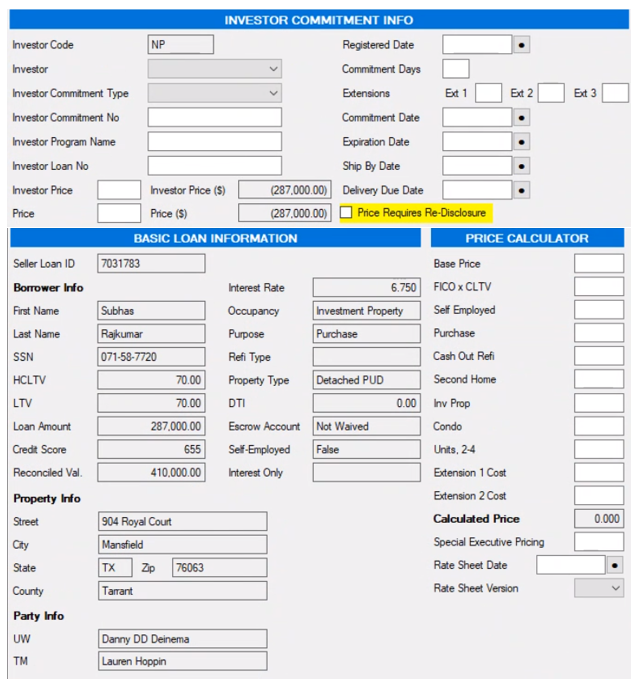 INVESTOR COMMITMENT INFO
Investor Code NP Registered Date
Investor Commitment Days
Investor Commitment Type Extensions Ext 1 Ext 2 Ext 3
Investor Commitment No Commitment Date
Investor Program Name Expiration Date
Investor Loan No Ship By Date
Investor Price Investor Price ($) (287,000.00) Delivery Due Date
Price Price ($) (287,000.00) Price Requires Re-Disclosure
BASIC LOAN INFORMATION PRICE CALCULATOR
Seller Loan ID 7031783 Base Price
Borrower Info Interest Rate 6.750 FICO x CLTV
First Name Subhas Occupancy Investment Property Self Employed
Last Name Rajkumar Purpose Purchase Purchase
SSN 071-58-7720 Refi Type Cash Out Refi
HCLTV 70.00 Property Type Detached PUD Second Home
LTV 70.00 DTI 0.00 Inv Prop
Loan Amount 287,000.00 Escrow Account Not Waived Condo
Credit Score 655 Self-Employed False Units, 2-4
Reconciled Val. 410,000.00 Interest Only Extension 1 Cost
Property Info Extension 2 Cost
Street 904 Royal Court Calculated Price 0.000
City Mansfield Special Executive Pricing
State TX Zip 76063 Rate Sheet Date
County Tarrant Rate Sheet Version
Party Info
UW Danny DD Deinema
TM Lauren Hoppin